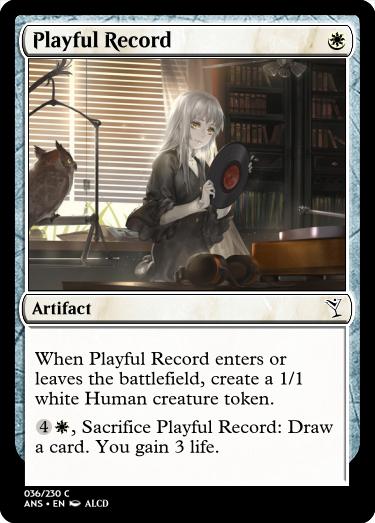 Playful Record
Artifact
When Playful Record enters or
leaves the battlefield, create a 1/1
white Human creature token.
4, Sacrifice Playful Record: Draw
a card. You gain 3 life.
036/230 C
ANS • EN ALCD